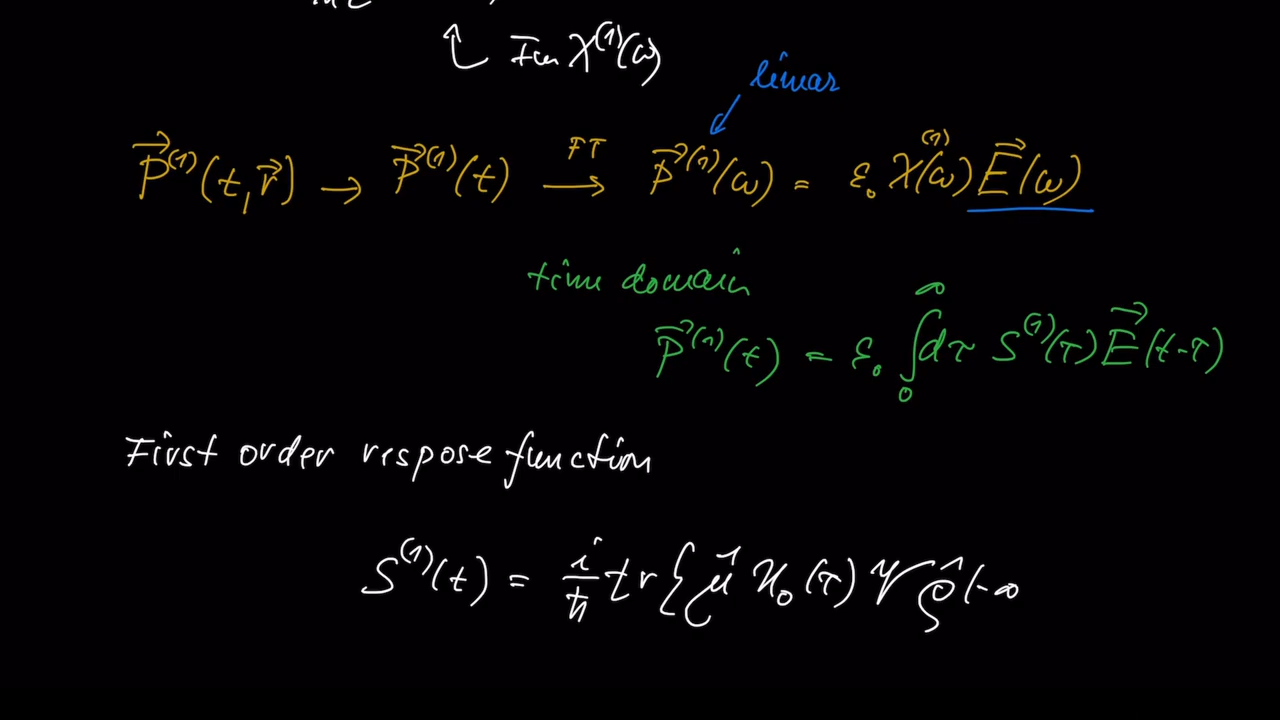 ↑ Im χ⁽¹⁾(ω)
linear
P⃗⁽¹⁾(t, r⃗) → P⃗⁽¹⁾(t) FT→ P⃗⁽¹⁾(ω) = ε₀ χ⁽¹⁾(ω) E⃗(ω)
time domain
P⃗⁽¹⁾(t) = ε₀ ∫₀^∞ dτ S⁽¹⁾(τ) E⃗(t-τ)
First order respose function
S⁽¹⁾(t) = i/ħ tr{μ⃗ 𝒰₀(τ) 𝒱 ρ̂(-∞